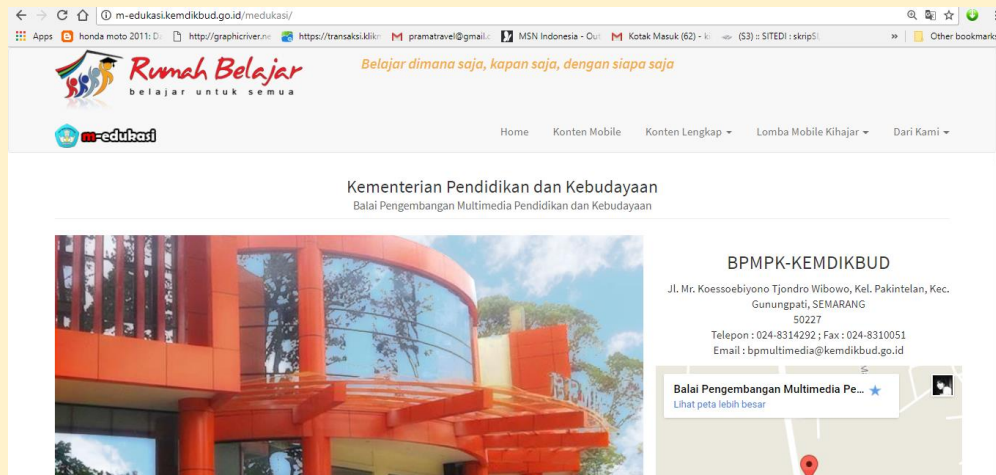 m-edukasi.kemdikbud.go.id/medukasi/
Apps honda moto 2011: D http://graphicriver.ne https://transaksi.klik pramatravel@gmail.c MSN Indonesia - Out Kotak Masuk (62) - k (S3) :: SITEDI : skripS » Other bookmarks
Rumah Belajar
belajar untuk semua
Belajar dimana saja, kapan saja, dengan siapa saja
m-edukasi
Home Konten Mobile Konten Lengkap Lomba Mobile Kihajar Dari Kami
Kementerian Pendidikan dan Kebudayaan
Balai Pengembangan Multimedia Pendidikan dan Kebudayaan
BPMPK-KEMDIKBUD
Jl. Mr. Koessoebiyono Tjondro Wibowo, Kel. Pakintelan, Kec.
Gunungpati, SEMARANG
50227
Telepon : 024-8314292 ; Fax : 024-8310051
Email : bpmultimedia@kemdikbud.go.id
Balai Pengembangan Multimedia Pe...
Lihat peta lebih besar